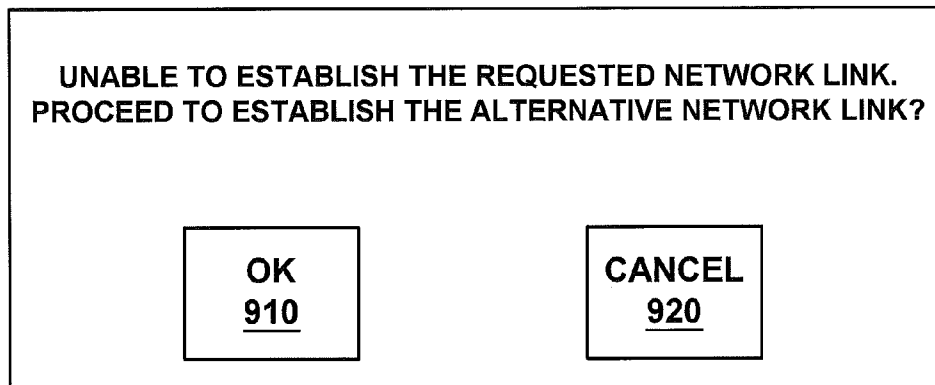 UNABLE TO ESTABLISH THE REQUESTED NETWORK LINK.
PROCEED TO ESTABLISH THE ALTERNATIVE NETWORK LINK?
OK
910
CANCEL
920